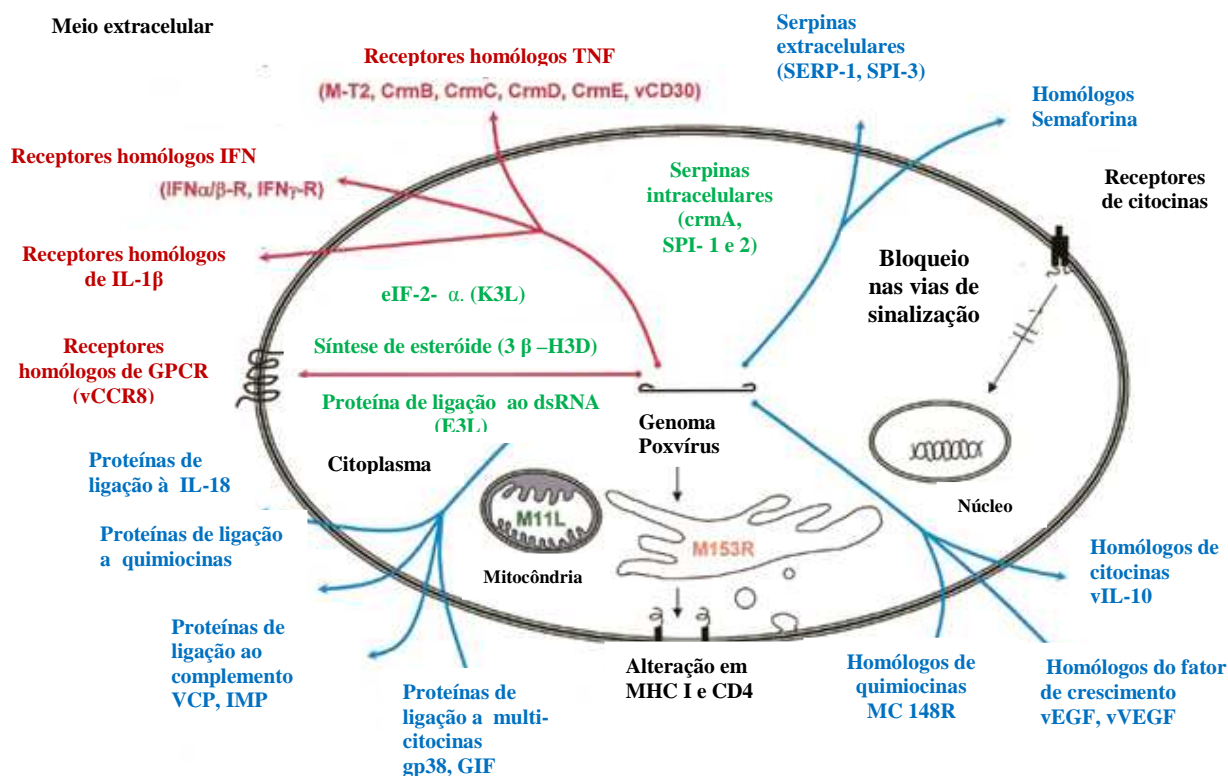 Meio extracelular
Receptores homólogos TNF
(M-T2, CrmB, CrmC, CrmD, CrmE, vCD30)
Serpinas
extracelulares
(SERP-1, SPI-3)
Homólogos
Semaforina
Receptores homólogos IFN
(IFNα/β-R, IFNγ-R)
Serpinas
intracelulares
(crmA,
SPI- 1 e 2)
Receptores
de citocinas
Receptores homólogos
de IL-1β
Bloqueio
nas vias de
sinalização
eIF-2- α. (K3L)
Receptores
homólogos de GPCR
(vCCR8)
Síntese de esteróide (3 β –H3D)
Proteína de ligação ao dsRNA
(E3L)
Genoma
Poxvírus
Citoplasma
Núcleo
Proteínas de
ligação à IL-18
M11L
Mitocôndria
M153R
Proteínas de ligação
a quimiocinas
Homólogos de
citocinas
vIL-10
Proteínas de
ligação ao
complemento
VCP, IMP
Proteínas de
ligação a multi-
citocinas
gp38, GIF
Alteração em
MHC I e CD4
Homólogos de
quimiocinas
MC 148R
Homólogos do fator
de crescimento
vEGF, vVEGF